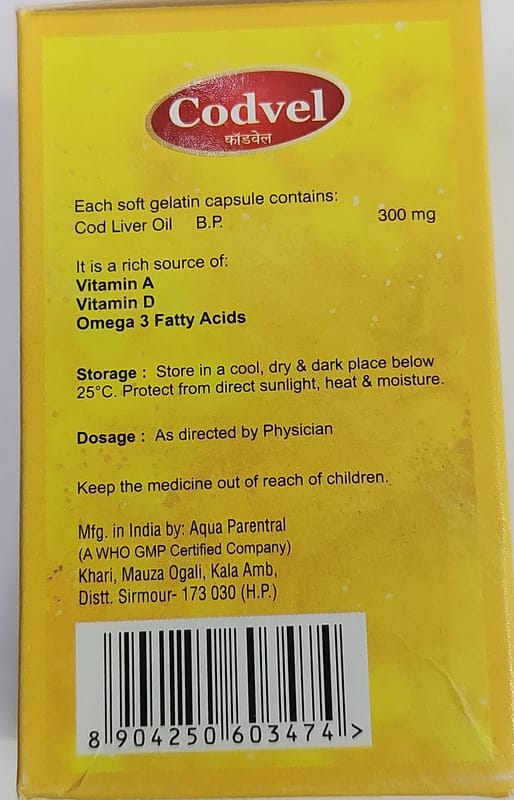 Codvel
कॉडवेल
Each soft gelatin capsule contains:
Cod Liver Oil B.P. 300 mg
It is a rich source of:
Vitamin A
Vitamin D
Omega 3 Fatty Acids
Storage : Store in a cool, dry & dark place below
25°C. Protect from direct sunlight, heat & moisture.
Dosage : As directed by Physician
Keep the medicine out of reach of children.
Mfg. in India by: Aqua Parentral
(A WHO GMP Certified Company)
Khari, Mauza Ogali, Kala Amb,
Distt. Sirmour- 173 030 (H.P.)
8 904250 603474 >